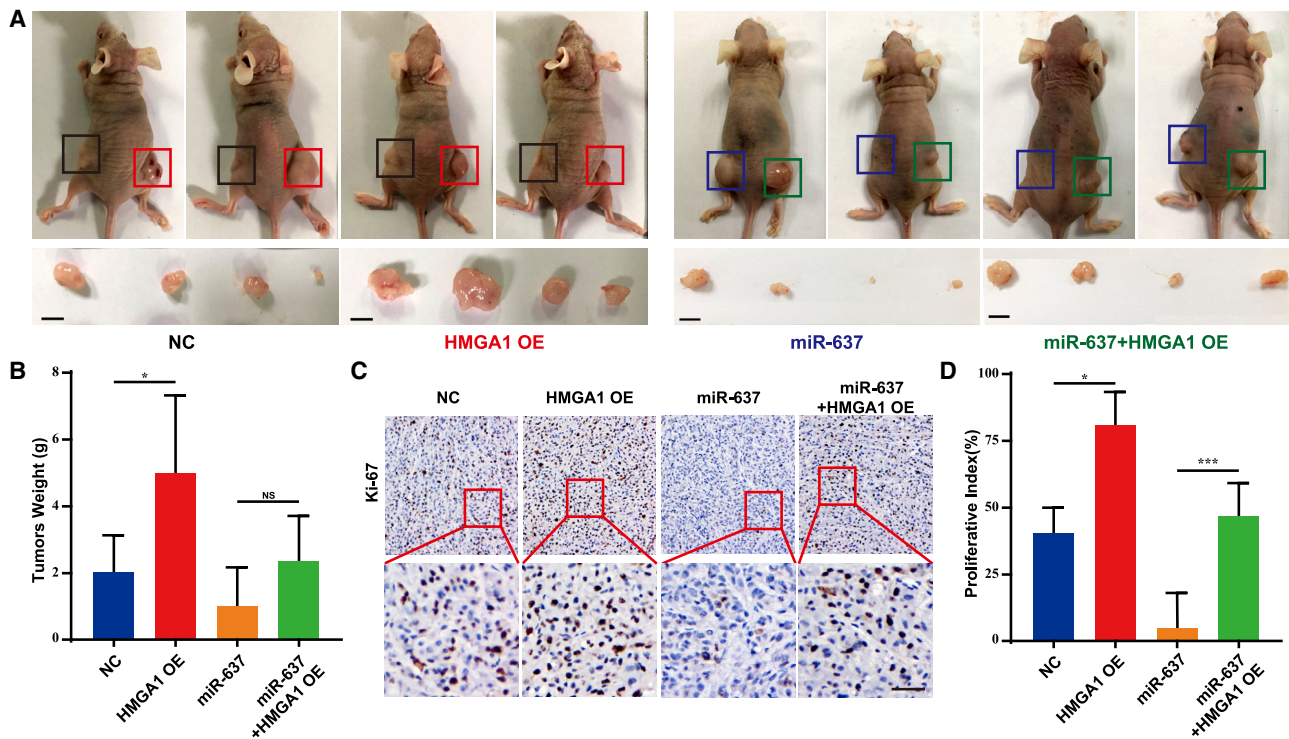 A
NC
HMGA1 OE
miR-637
miR-637+HMGA1 OE
B
8
6
4
2
0
Tumors Weight (g)
*
NS
NC
HMGA1 OE
miR-637
miR-637
+HMGA1 OE
C
NC
HMGA1 OE
miR-637
miR-637
+HMGA1 OE
Ki-67
D
100
75
50
25
0
Proliferative Index(%)
*
***
NC
HMGA1 OE
miR-637
miR-637
+HMGA1 OE